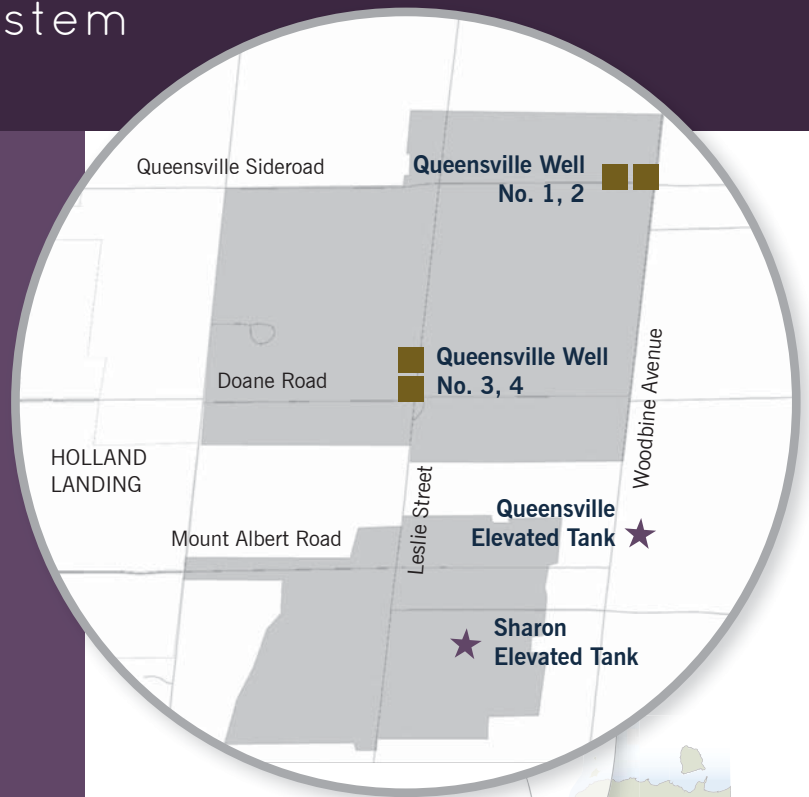 stem
Queensville Sideroad
Queensville Well
No. 1, 2
Queensville Well
No. 3, 4
Doane Road
Woodbine Avenue
HOLLAND
LANDING
Leslie Street
Queensville
Elevated Tank
Mount Albert Road
Sharon
Elevated Tank